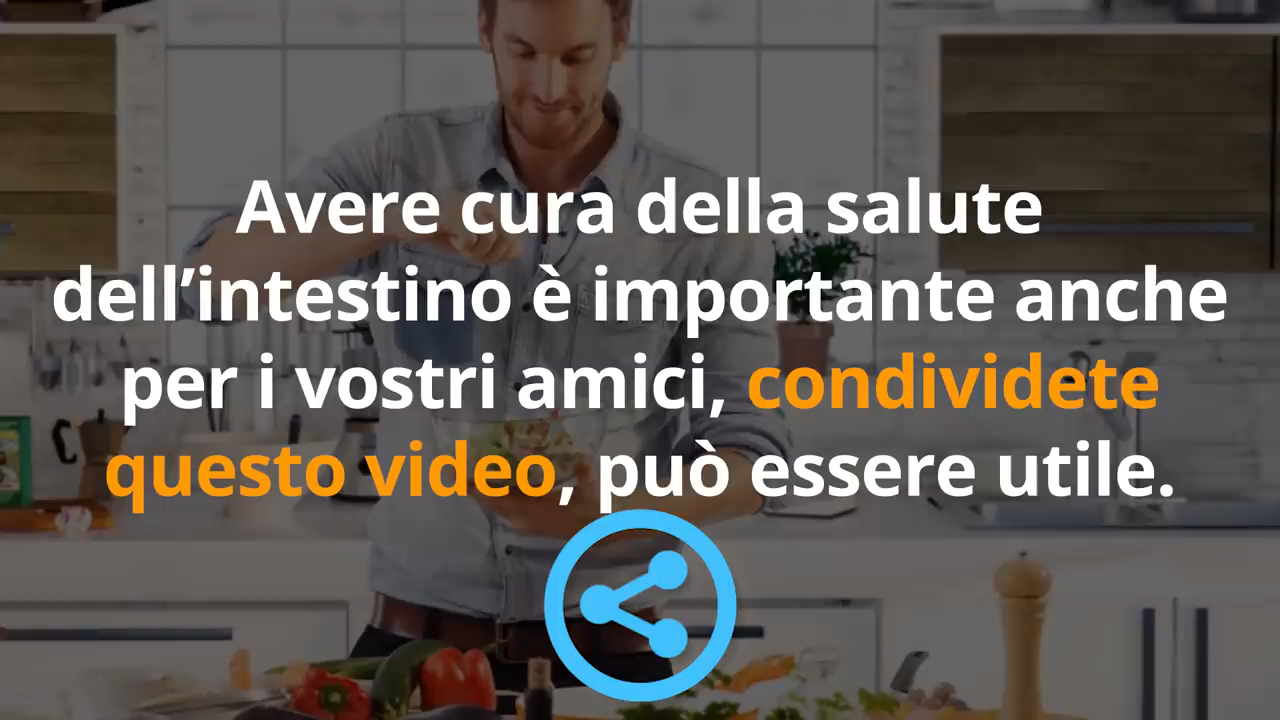 Avere cura della salute
dell’intestino è importante anche
per i vostri amici, condividete
questo video, può essere utile.